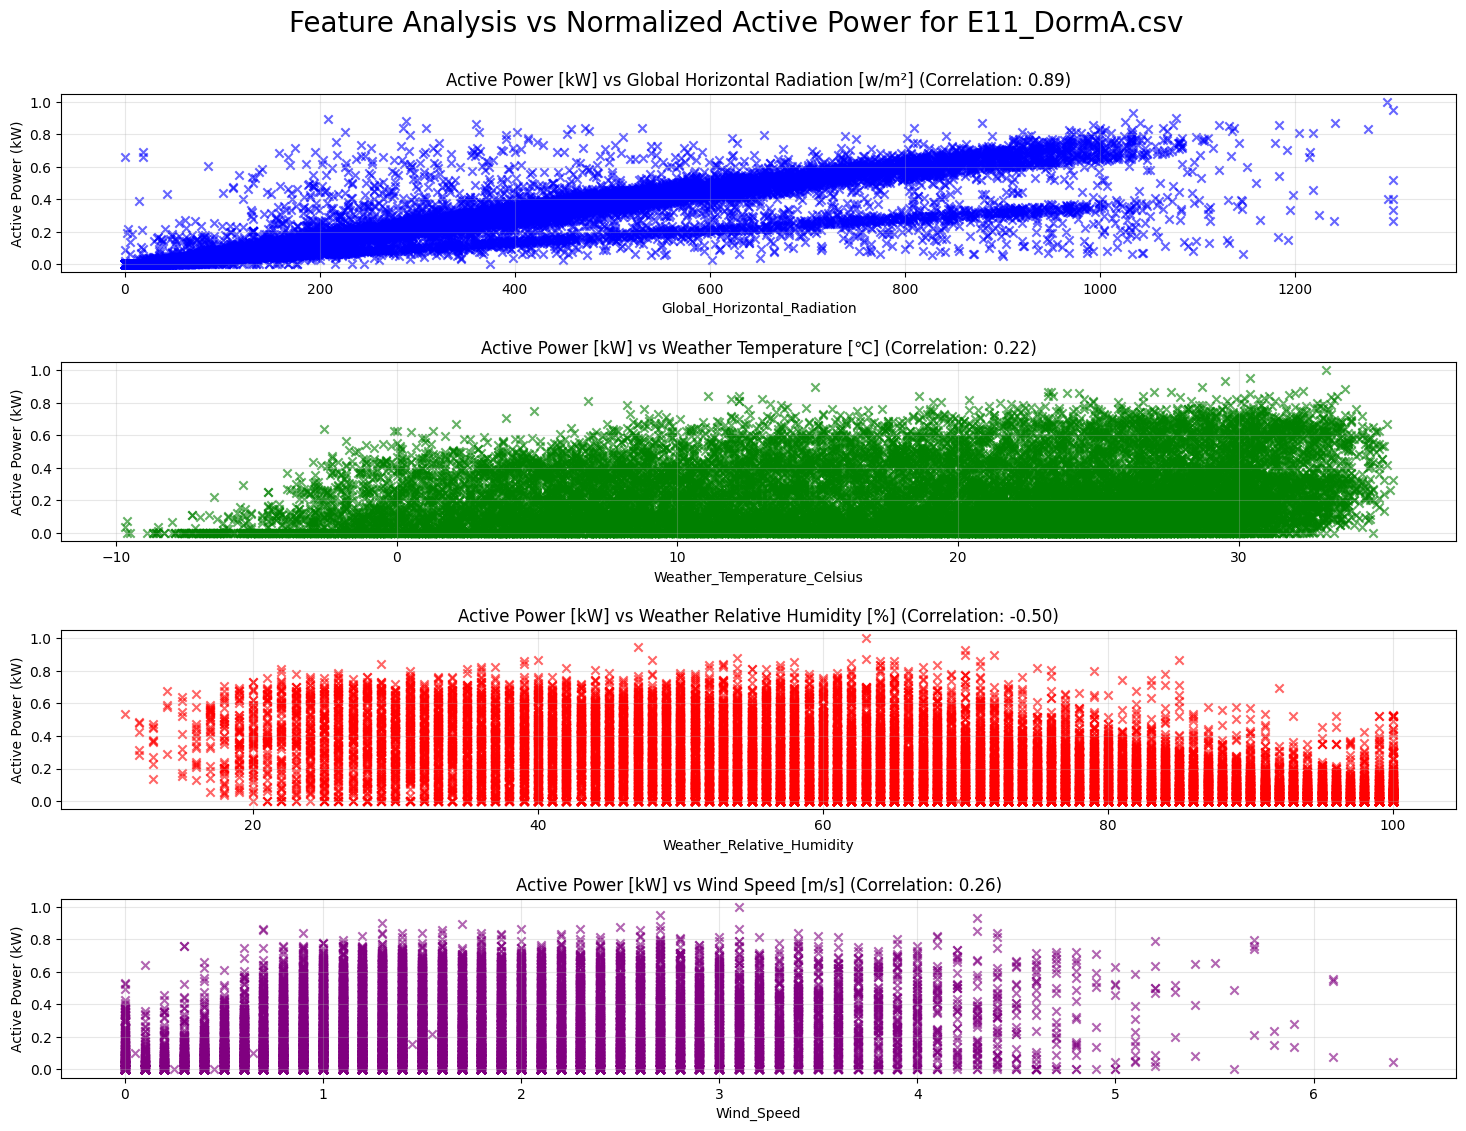 Feature Analysis vs Normalized Active Power for E11_DormA.csv
Active Power [kW] vs Global Horizontal Radiation [w/m²] (Correlation: 0.89)
Active Power (kW)
1.0
0.8
0.6
0.4
0.2
0.0
0 200 400 600 800 1000 1200
Global_Horizontal_Radiation
Active Power [kW] vs Weather Temperature [℃] (Correlation: 0.22)
Active Power (kW)
1.0
0.8
0.6
0.4
0.2
0.0
−10 0 10 20 30
Weather_Temperature_Celsius
Active Power [kW] vs Weather Relative Humidity [%] (Correlation: -0.50)
Active Power (kW)
1.0
0.8
0.6
0.4
0.2
0.0
20 40 60 80 100
Weather_Relative_Humidity
Active Power [kW] vs Wind Speed [m/s] (Correlation: 0.26)
Active Power (kW)
1.0
0.8
0.6
0.4
0.2
0.0
0 1 2 3 4 5 6
Wind_Speed